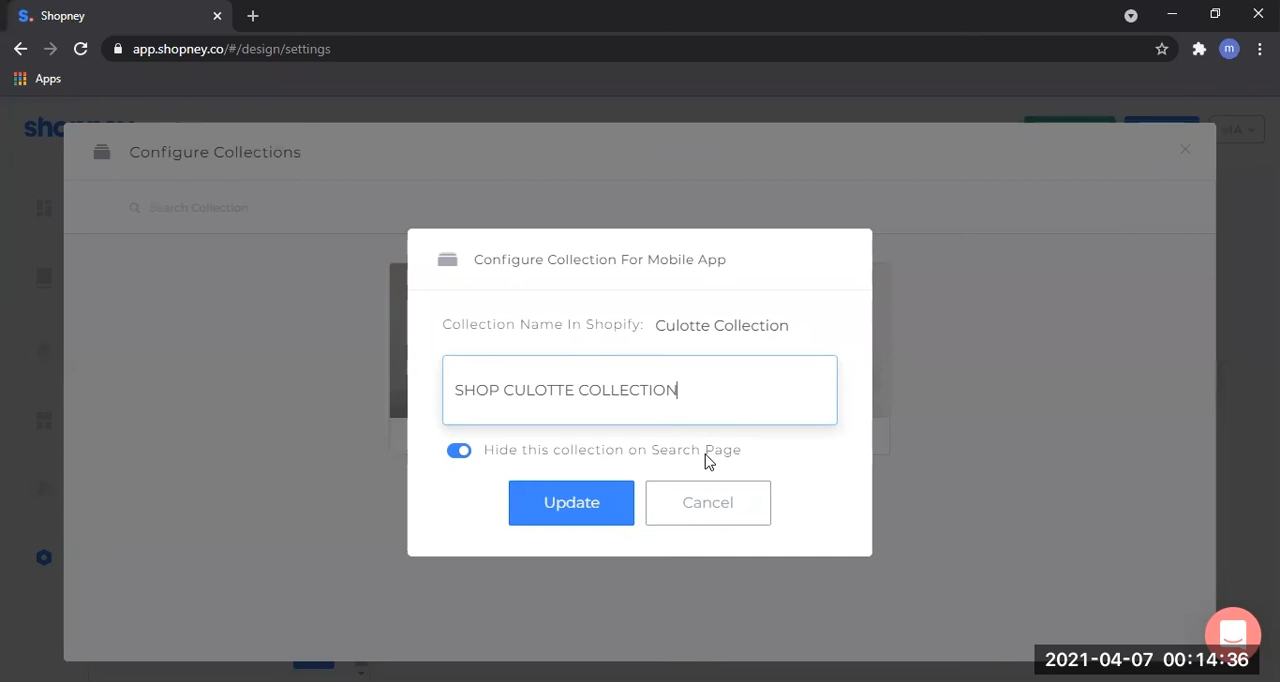 Shopney
app.shopney.co/#/design/settings
m
Apps
Configure Collections
Search Collection
Configure Collection For Mobile App
Collection Name In Shopify: Culotte Collection
SHOP CULOTTE COLLECTION
Hide this collection on Search Page
Update Cancel
2021-04-07 00:14:36